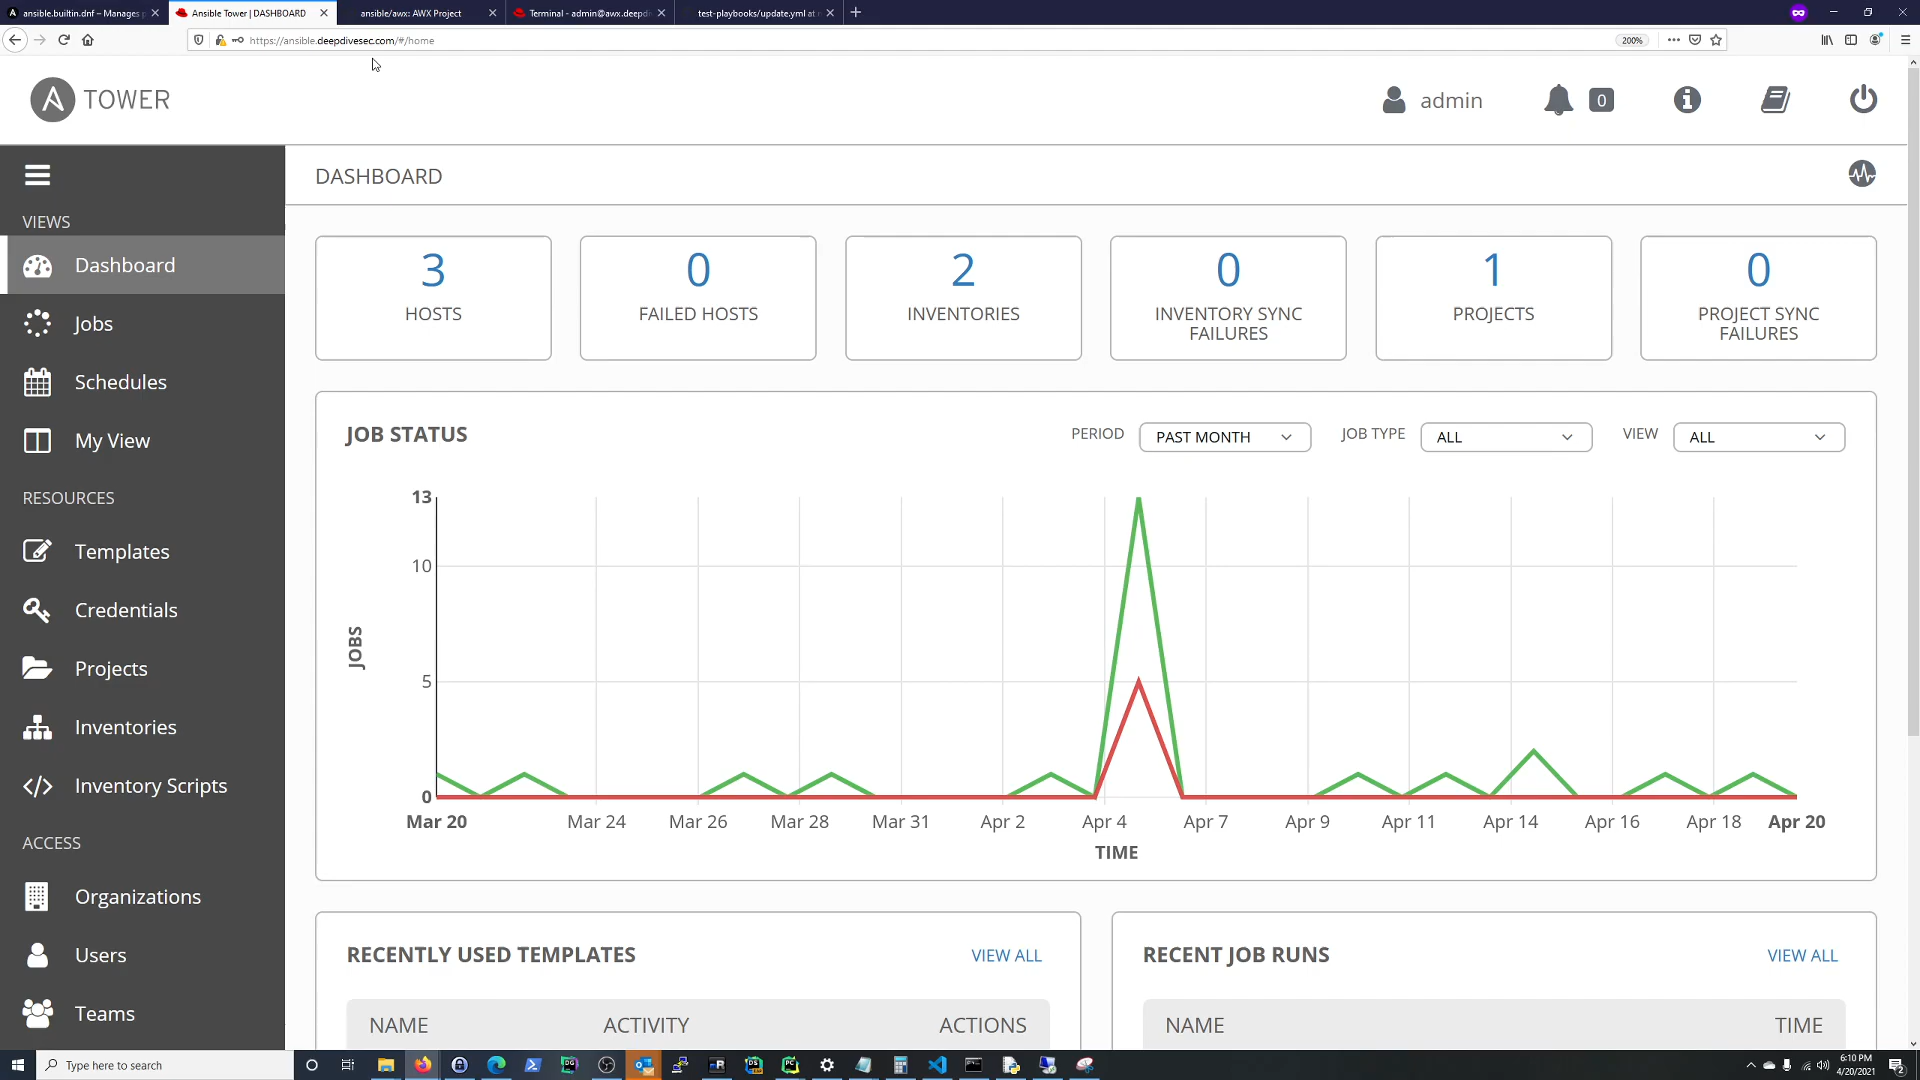 ansible.builtin.dnf – Manages p
Ansible Tower | DASHBOARD
ansible/awx: AWX Project
Terminal - admin@awx.deepdi
test-playbooks/update.yml at
https://ansible.deepdivesec.com/#/home
200%
TOWER
admin
0
VIEWS
Dashboard
Jobs
Schedules
My View
RESOURCES
Templates
Credentials
Projects
Inventories
Inventory Scripts
ACCESS
Organizations
Users
Teams
DASHBOARD
3
HOSTS
0
FAILED HOSTS
2
INVENTORIES
0
INVENTORY SYNC
FAILURES
1
PROJECTS
0
PROJECT SYNC
FAILURES
JOB STATUS
PERIOD
PAST MONTH
JOB TYPE
ALL
VIEW
ALL
13
10
5
0
JOBS
Mar 20
Mar 24
Mar 26
Mar 28
Mar 31
Apr 2
Apr 4
Apr 7
Apr 9
Apr 11
Apr 14
Apr 16
Apr 18
Apr 20
TIME
RECENTLY USED TEMPLATES
VIEW ALL
NAME
ACTIVITY
ACTIONS
RECENT JOB RUNS
VIEW ALL
NAME
TIME
Type here to search
6:10 PM
4/20/2021